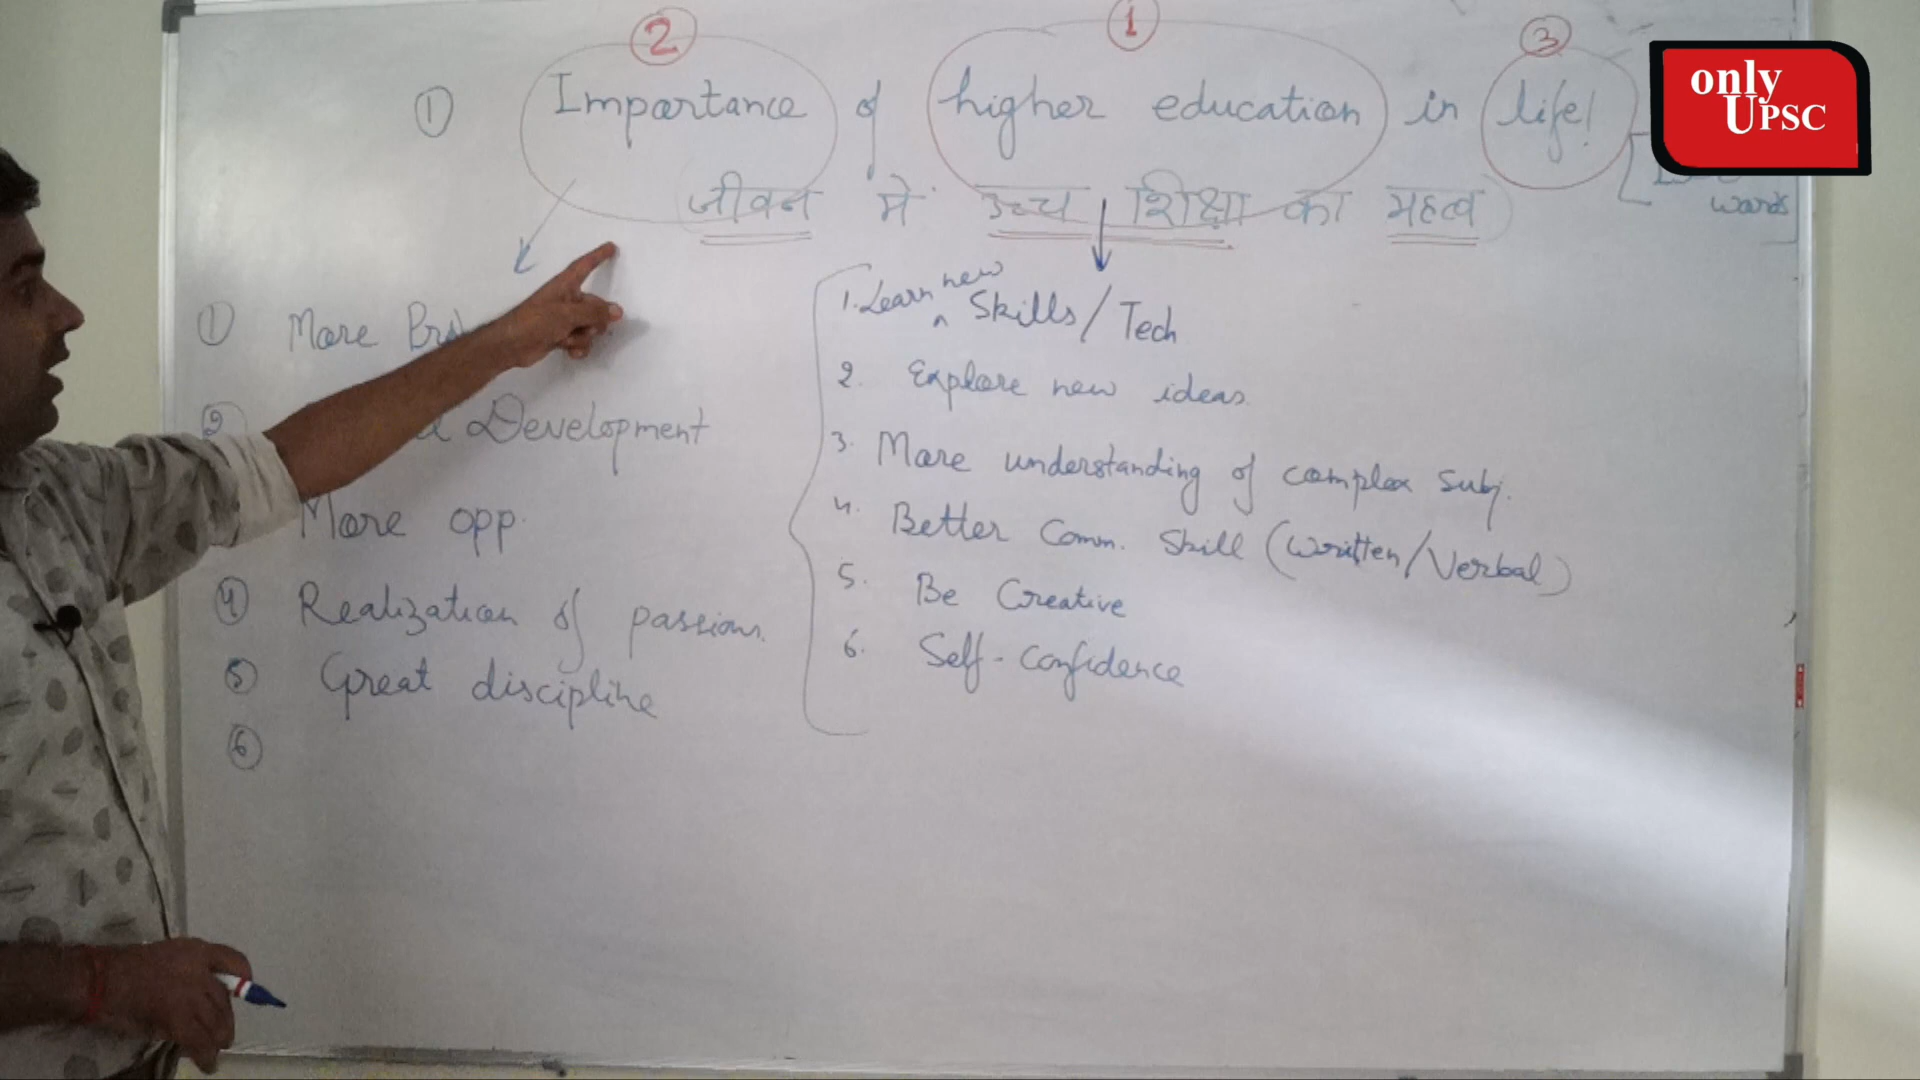 2 1 3
① Importance of higher education in life!
जीवन में उच्च शिक्षा का महत्व
words
only
UPSC
① More
② Development
More opp.
④ Realization of passions.
⑤ Great discipline
⑥
1. Learn new Skills/Tech
2. Explore new ideas.
3. More understanding of complex Subj.
4. Better Comm. Skill (Written/Verbal)
5. Be Creative
6. Self-Confidence